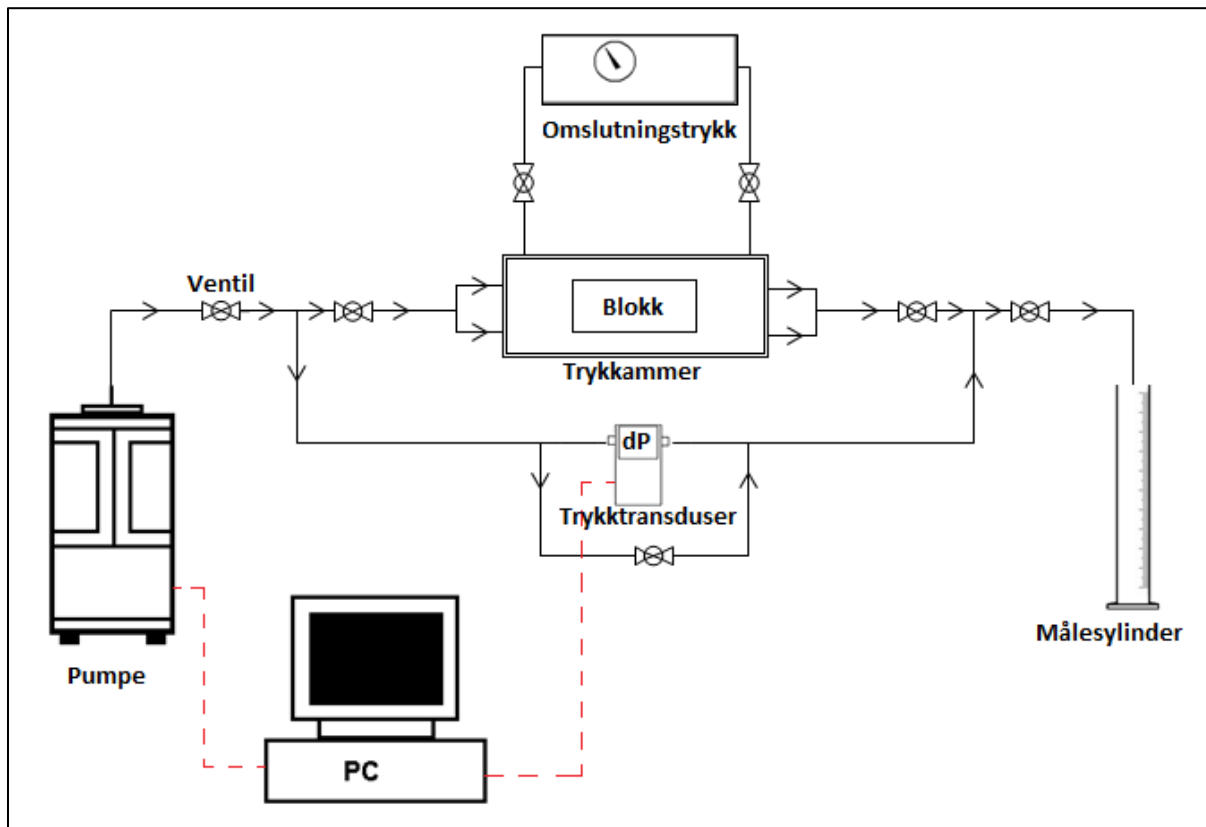 Omslutningstrykk
Ventil
Blokk
Trykkammer
dP
Trykktransduser
Målesylinder
Pumpe
PC